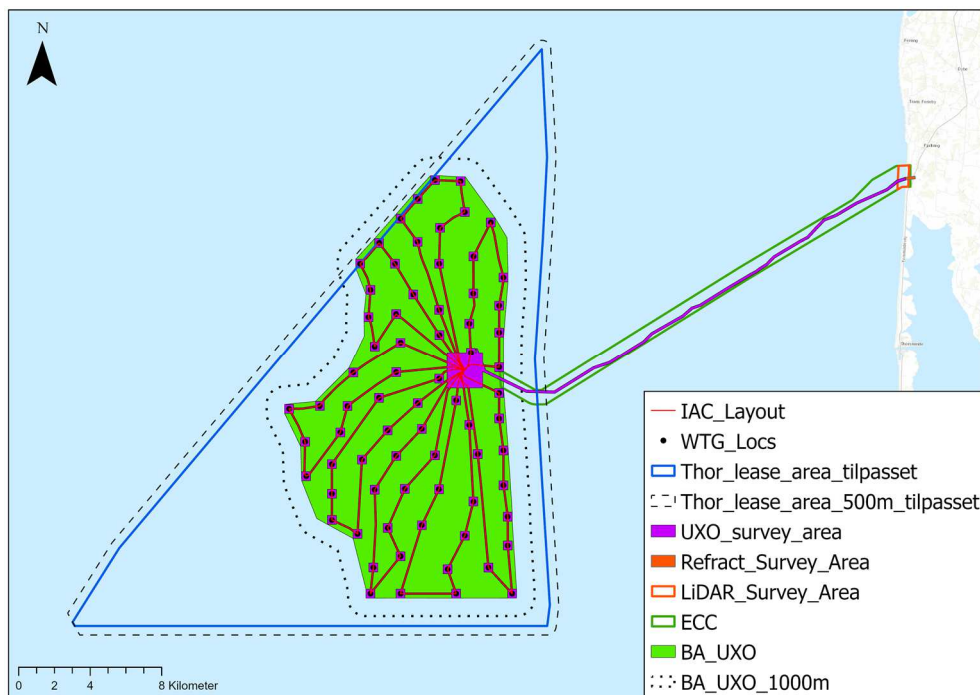 N
IAC_Layout
WTG_Locs
Thor_lease_area_tilpasset
Thor_lease_area_500m_tilpasset
UXO_survey_area
Refract_Survey_Area
LiDAR_Survey_Area
ECC
BA_UXO
BA_UXO_1000m
0 2 4 8 Kilometer